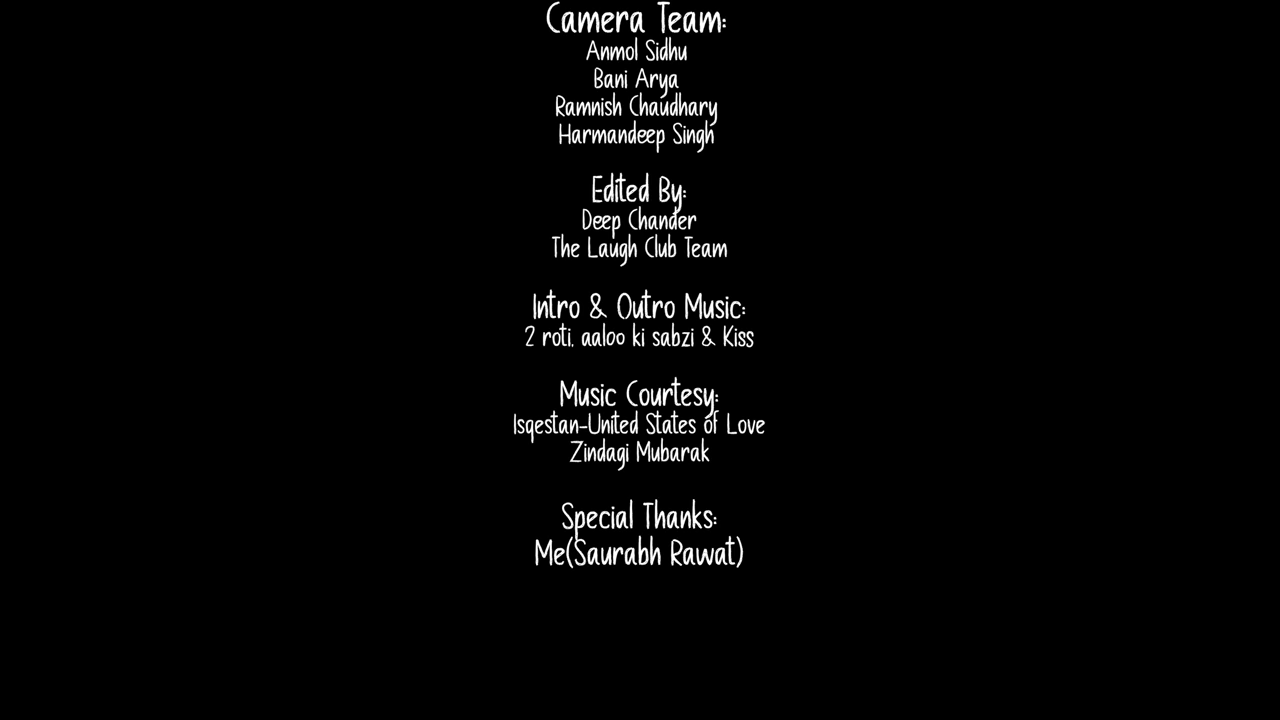 Camera Team:
Anmol Sidhu
Bani Arya
Ramnish Chaudhary
Harmandeep Singh
Edited By:
Deep Chander
The Laugh Club Team
Intro & Outro Music:
2 roti, aaloo ki sabzi & Kiss
Music Courtesy:
Isqestan-United States of Love
Zindagi Mubarak
Special Thanks:
Me(Saurabh Rawat)